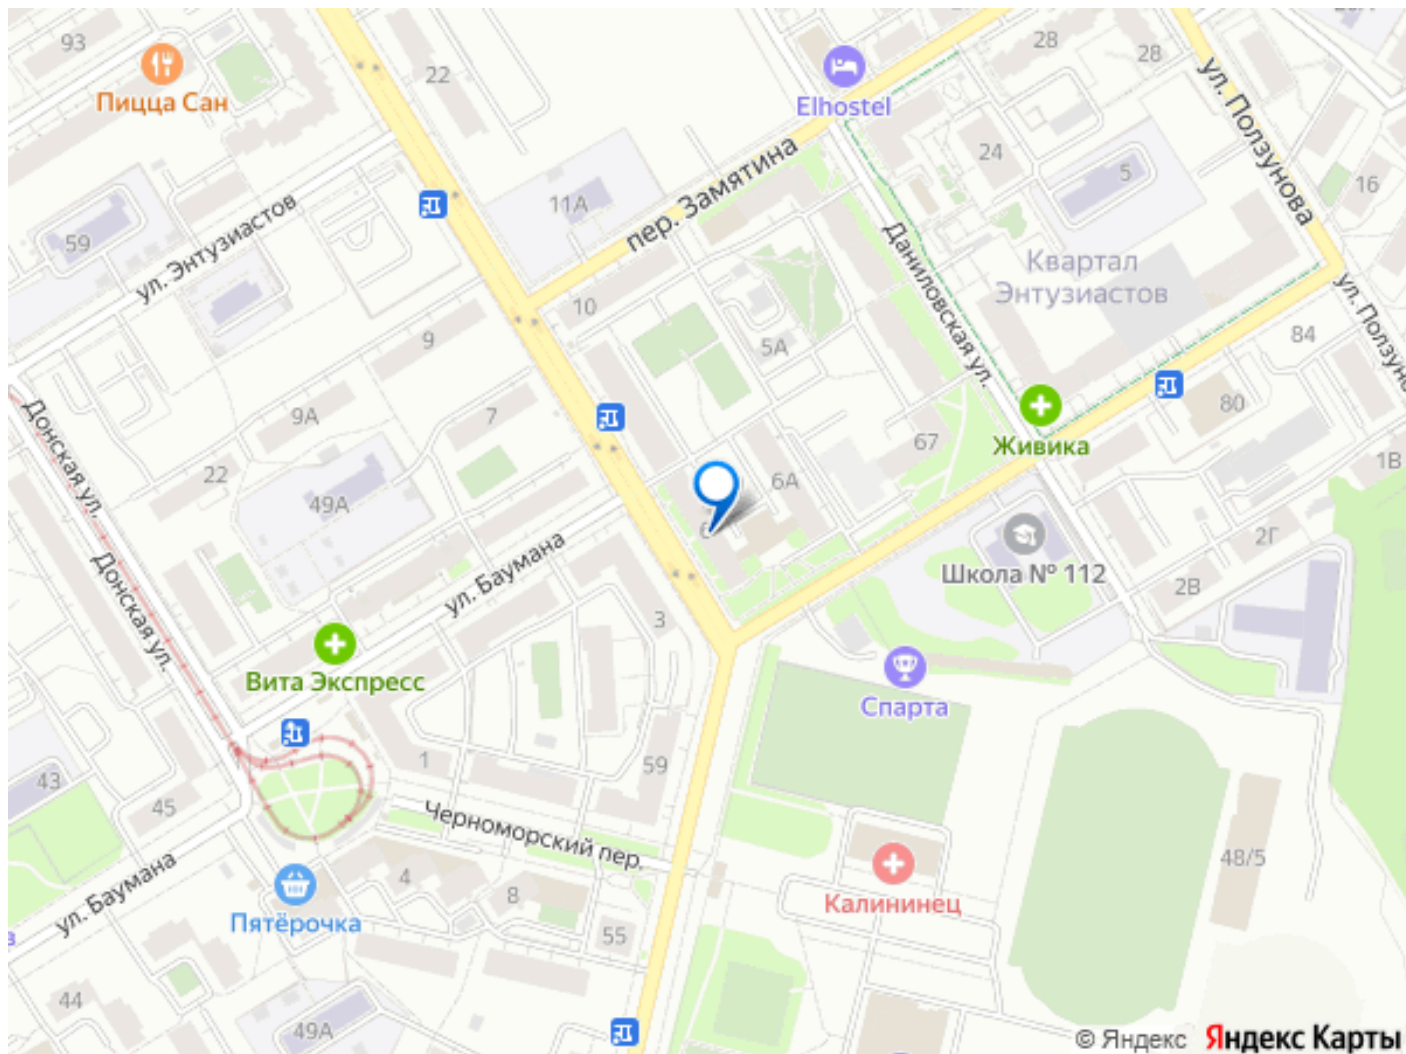 93
Пицца Сан
22
28
28
Elhostel
ул. Ползунова
24
5
16
11А
пер. Замятина
59
ул. Энтузиастов
Даниловская ул.
Квартал
Энтузиастов
ул. Ползун
10
9
5А
84
80
9А
7
Живика
67
Донская ул.
22
49А
6А
1В
ул. Баумана
Школа № 112
2Г
2В
Донская ул.
3
Вита Экспресс
Спарта
1
59
43
45
Черноморский пер.
48/5
4
8
Калининец
ул. Баумана
Пятёрочка
55
44
49А
© Яндекс Яндекс Карты